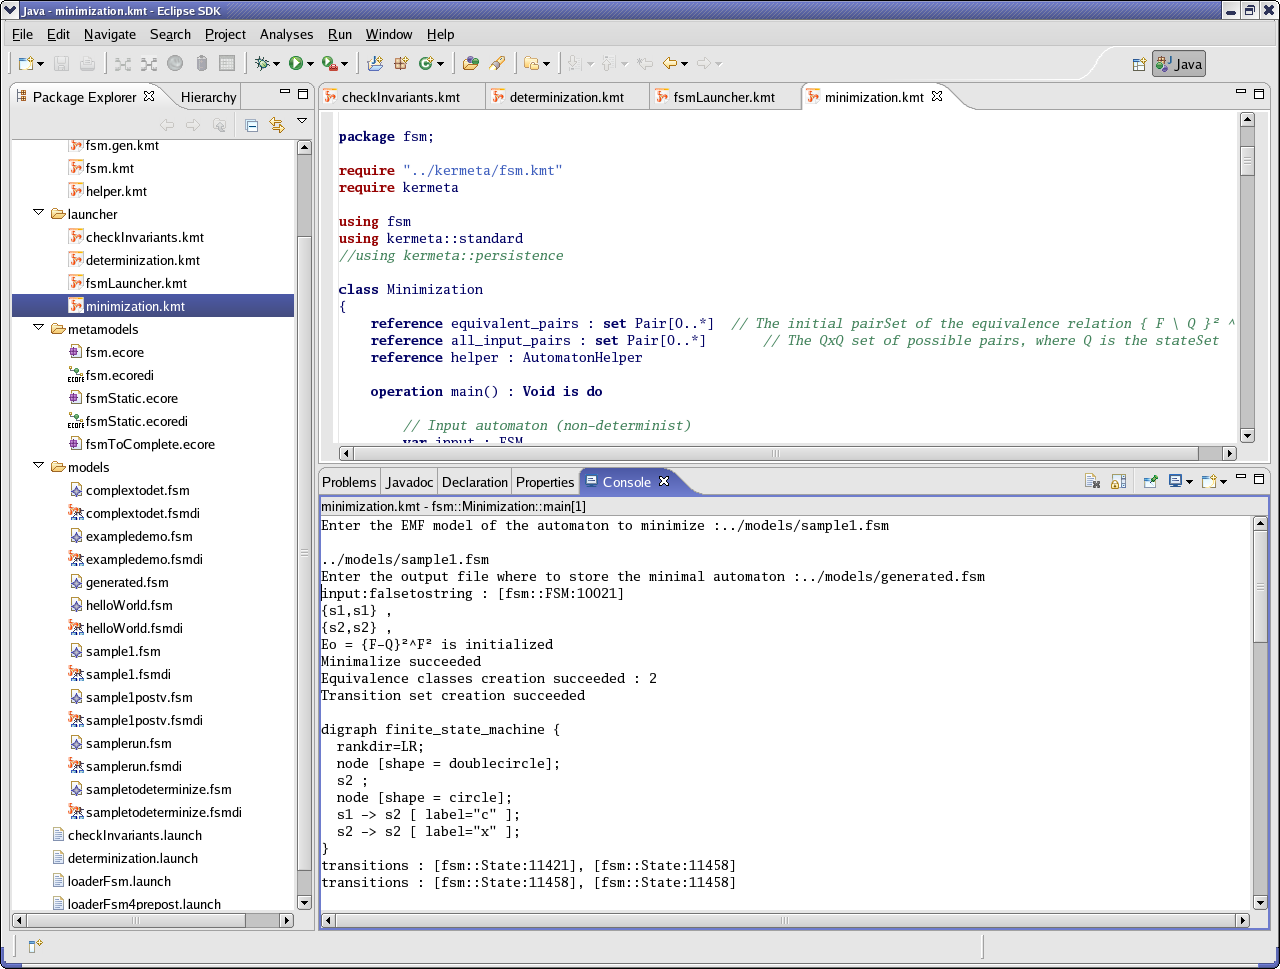 Java - minimization.kmt - Eclipse SDK
File Edit Navigate Search Project Analyses Run Window Help
Java
Package Explorer Hierarchy
fsm.gen.kmt
fsm.kmt
helper.kmt
launcher
checkInvariants.kmt
determinization.kmt
fsmLauncher.kmt
minimization.kmt
metamodels
fsm.ecore
fsm.ecoredi
fsmStatic.ecore
fsmStatic.ecoredi
fsmToComplete.ecore
models
complextodet.fsm
complextodet.fsmdi
exampledemo.fsm
exampledemo.fsmdi
generated.fsm
helloWorld.fsm
helloWorld.fsmdi
sample1.fsm
sample1.fsmdi
sample1postv.fsm
sample1postv.fsmdi
samplerun.fsm
samplerun.fsmdi
sampletodeterminize.fsm
sampletodeterminize.fsmdi
checkInvariants.launch
determinization.launch
loaderFsm.launch
loaderFsm4prepost.launch
checkInvariants.kmt determinization.kmt fsmLauncher.kmt minimization.kmt
package fsm;
require "../kermeta/fsm.kmt"
require kermeta
using fsm
using kermeta::standard
//using kermeta::persistence
class Minimization
{
reference equivalent_pairs : set Pair[0..*] // The initial pairSet of the equivalence relation { F \ Q }² ^
reference all_input_pairs : set Pair[0..*] // The QxQ set of possible pairs, where Q is the stateSet
reference helper : AutomatonHelper
operation main() : Void is do
// Input automaton (non-determinist)
var input : FSM
Problems Javadoc Declaration Properties Console
minimization.kmt - fsm::Minimization::main[1]
Enter the EMF model of the automaton to minimize :../models/sample1.fsm
../models/sample1.fsm
Enter the output file where to store the minimal automaton :../models/generated.fsm
input:falsetostring : [fsm::FSM:10021]
{s1,s1} ,
{s2,s2} ,
Eo = {F-Q}²^F² is initialized
Minimalize succeeded
Equivalence classes creation succeeded : 2
Transition set creation succeeded
digraph finite_state_machine {
rankdir=LR;
node [shape = doublecircle];
s2 ;
node [shape = circle];
s1 -> s2 [ label="c" ];
s2 -> s2 [ label="x" ];
}
transitions : [fsm::State:11421], [fsm::State:11458]
transitions : [fsm::State:11458], [fsm::State:11458]